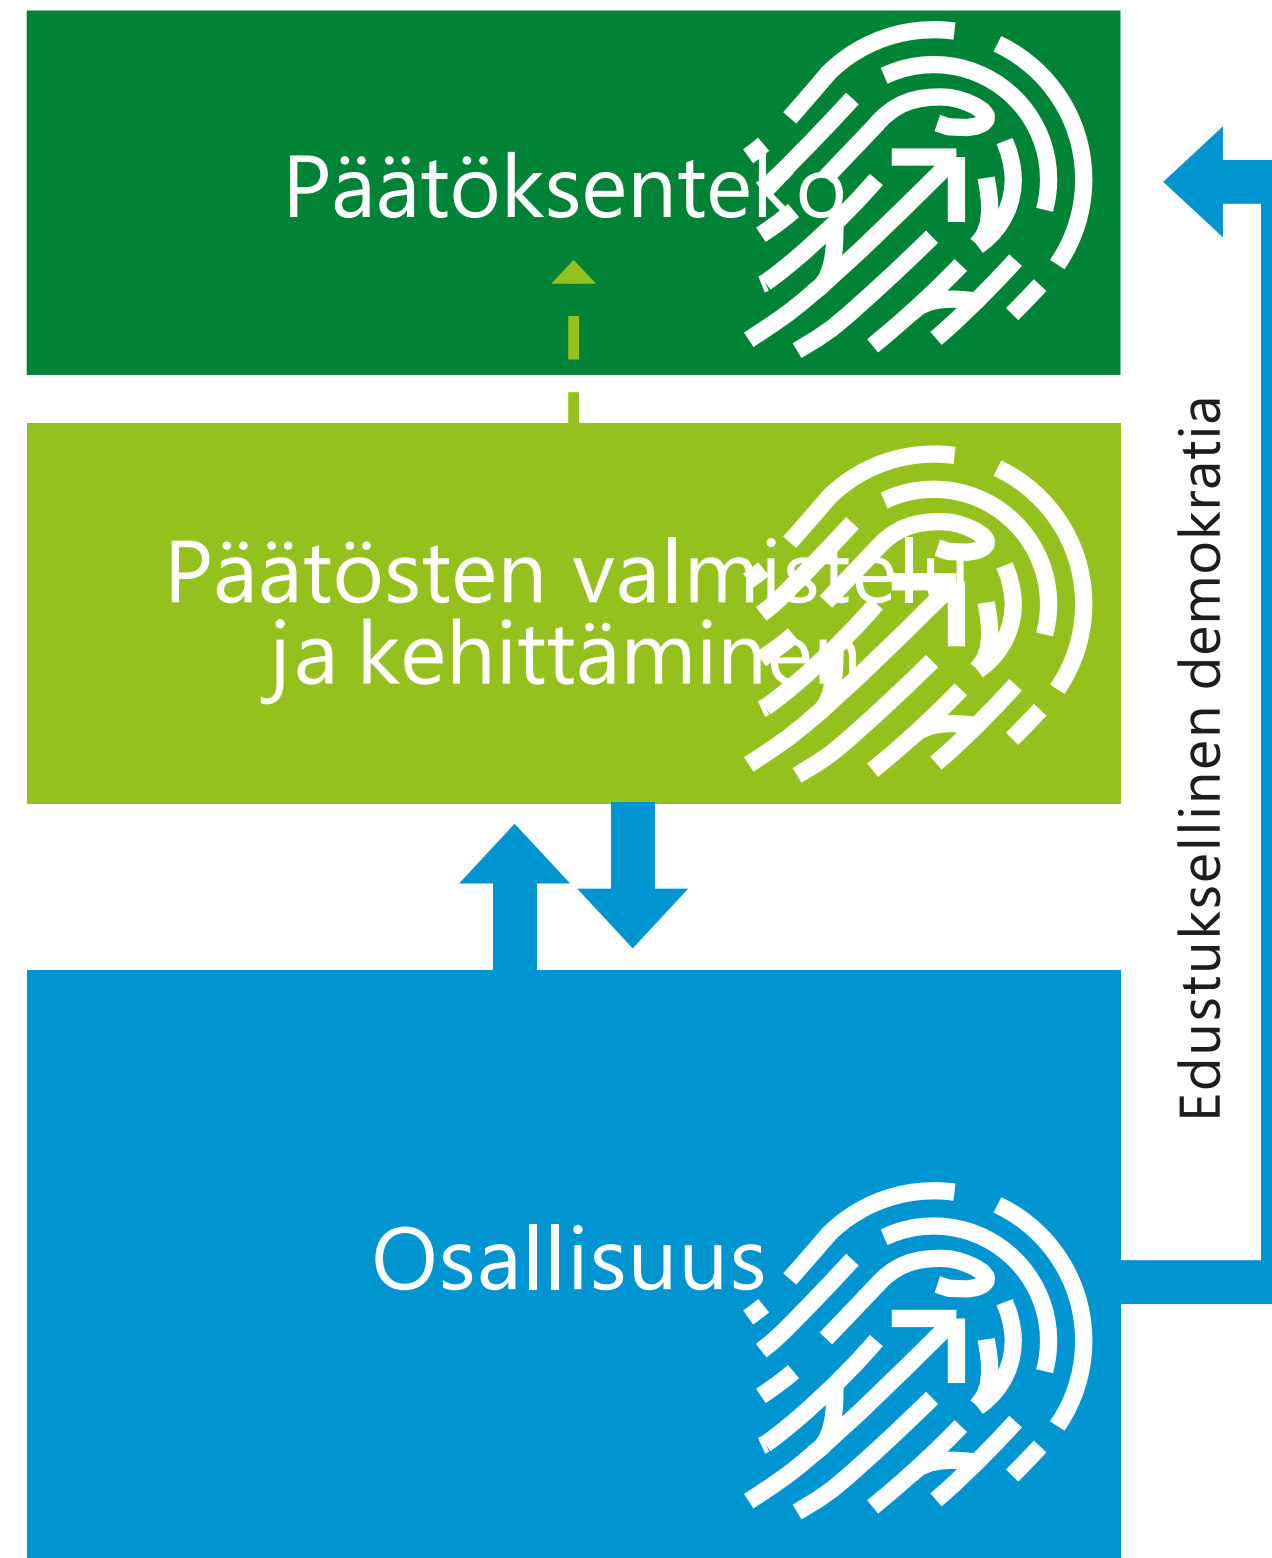 Päätöksenteko
Päätösten valmistelu
ja kehittäminen
Osallisuus
Edustuksellinen demokratia